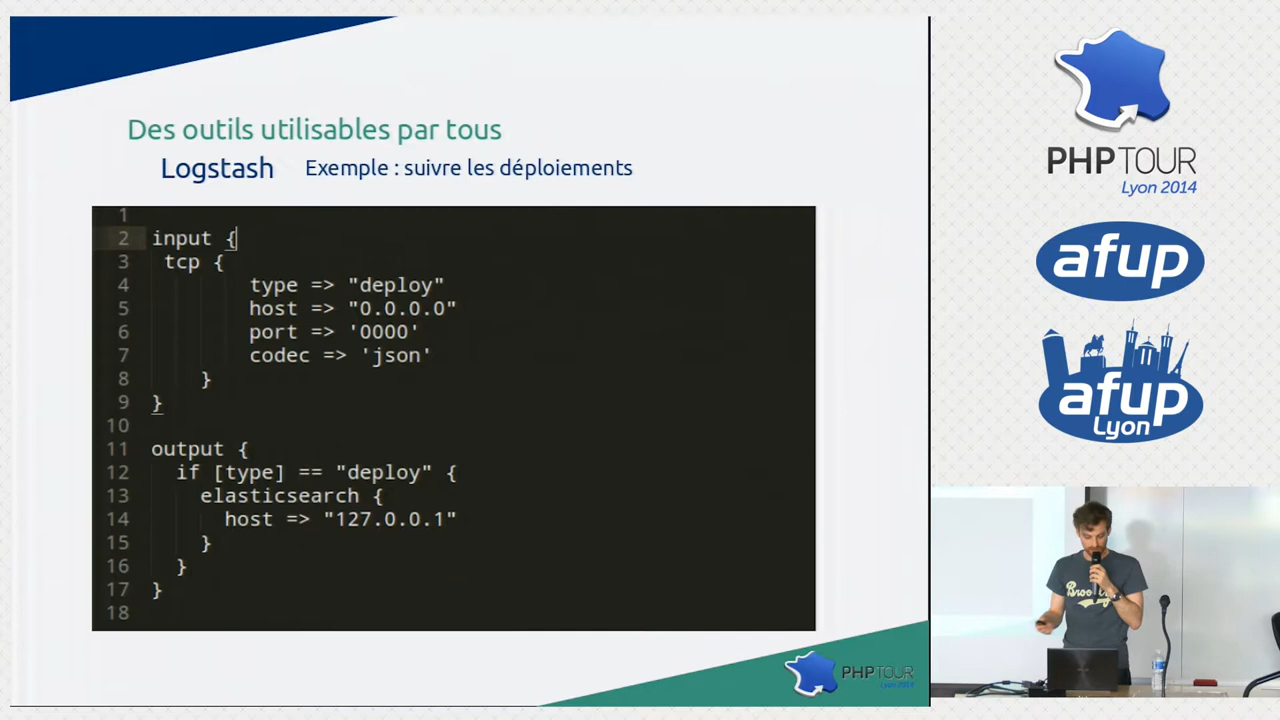 Des outils utilisables par tous
Logstash Exemple : suivre les déploiements
1
2 input {
3 tcp {
4 type => "deploy"
5 host => "0.0.0.0"
6 port => '0000'
7 codec => 'json'
8 }
9 }
10
11 output {
12 if [type] == "deploy" {
13 elasticsearch {
14 host => "127.0.0.1"
15 }
16 }
17 }
18
PHPTOUR
Lyon 2014
PHPTOUR
Lyon 2014
afup
afup
Lyon